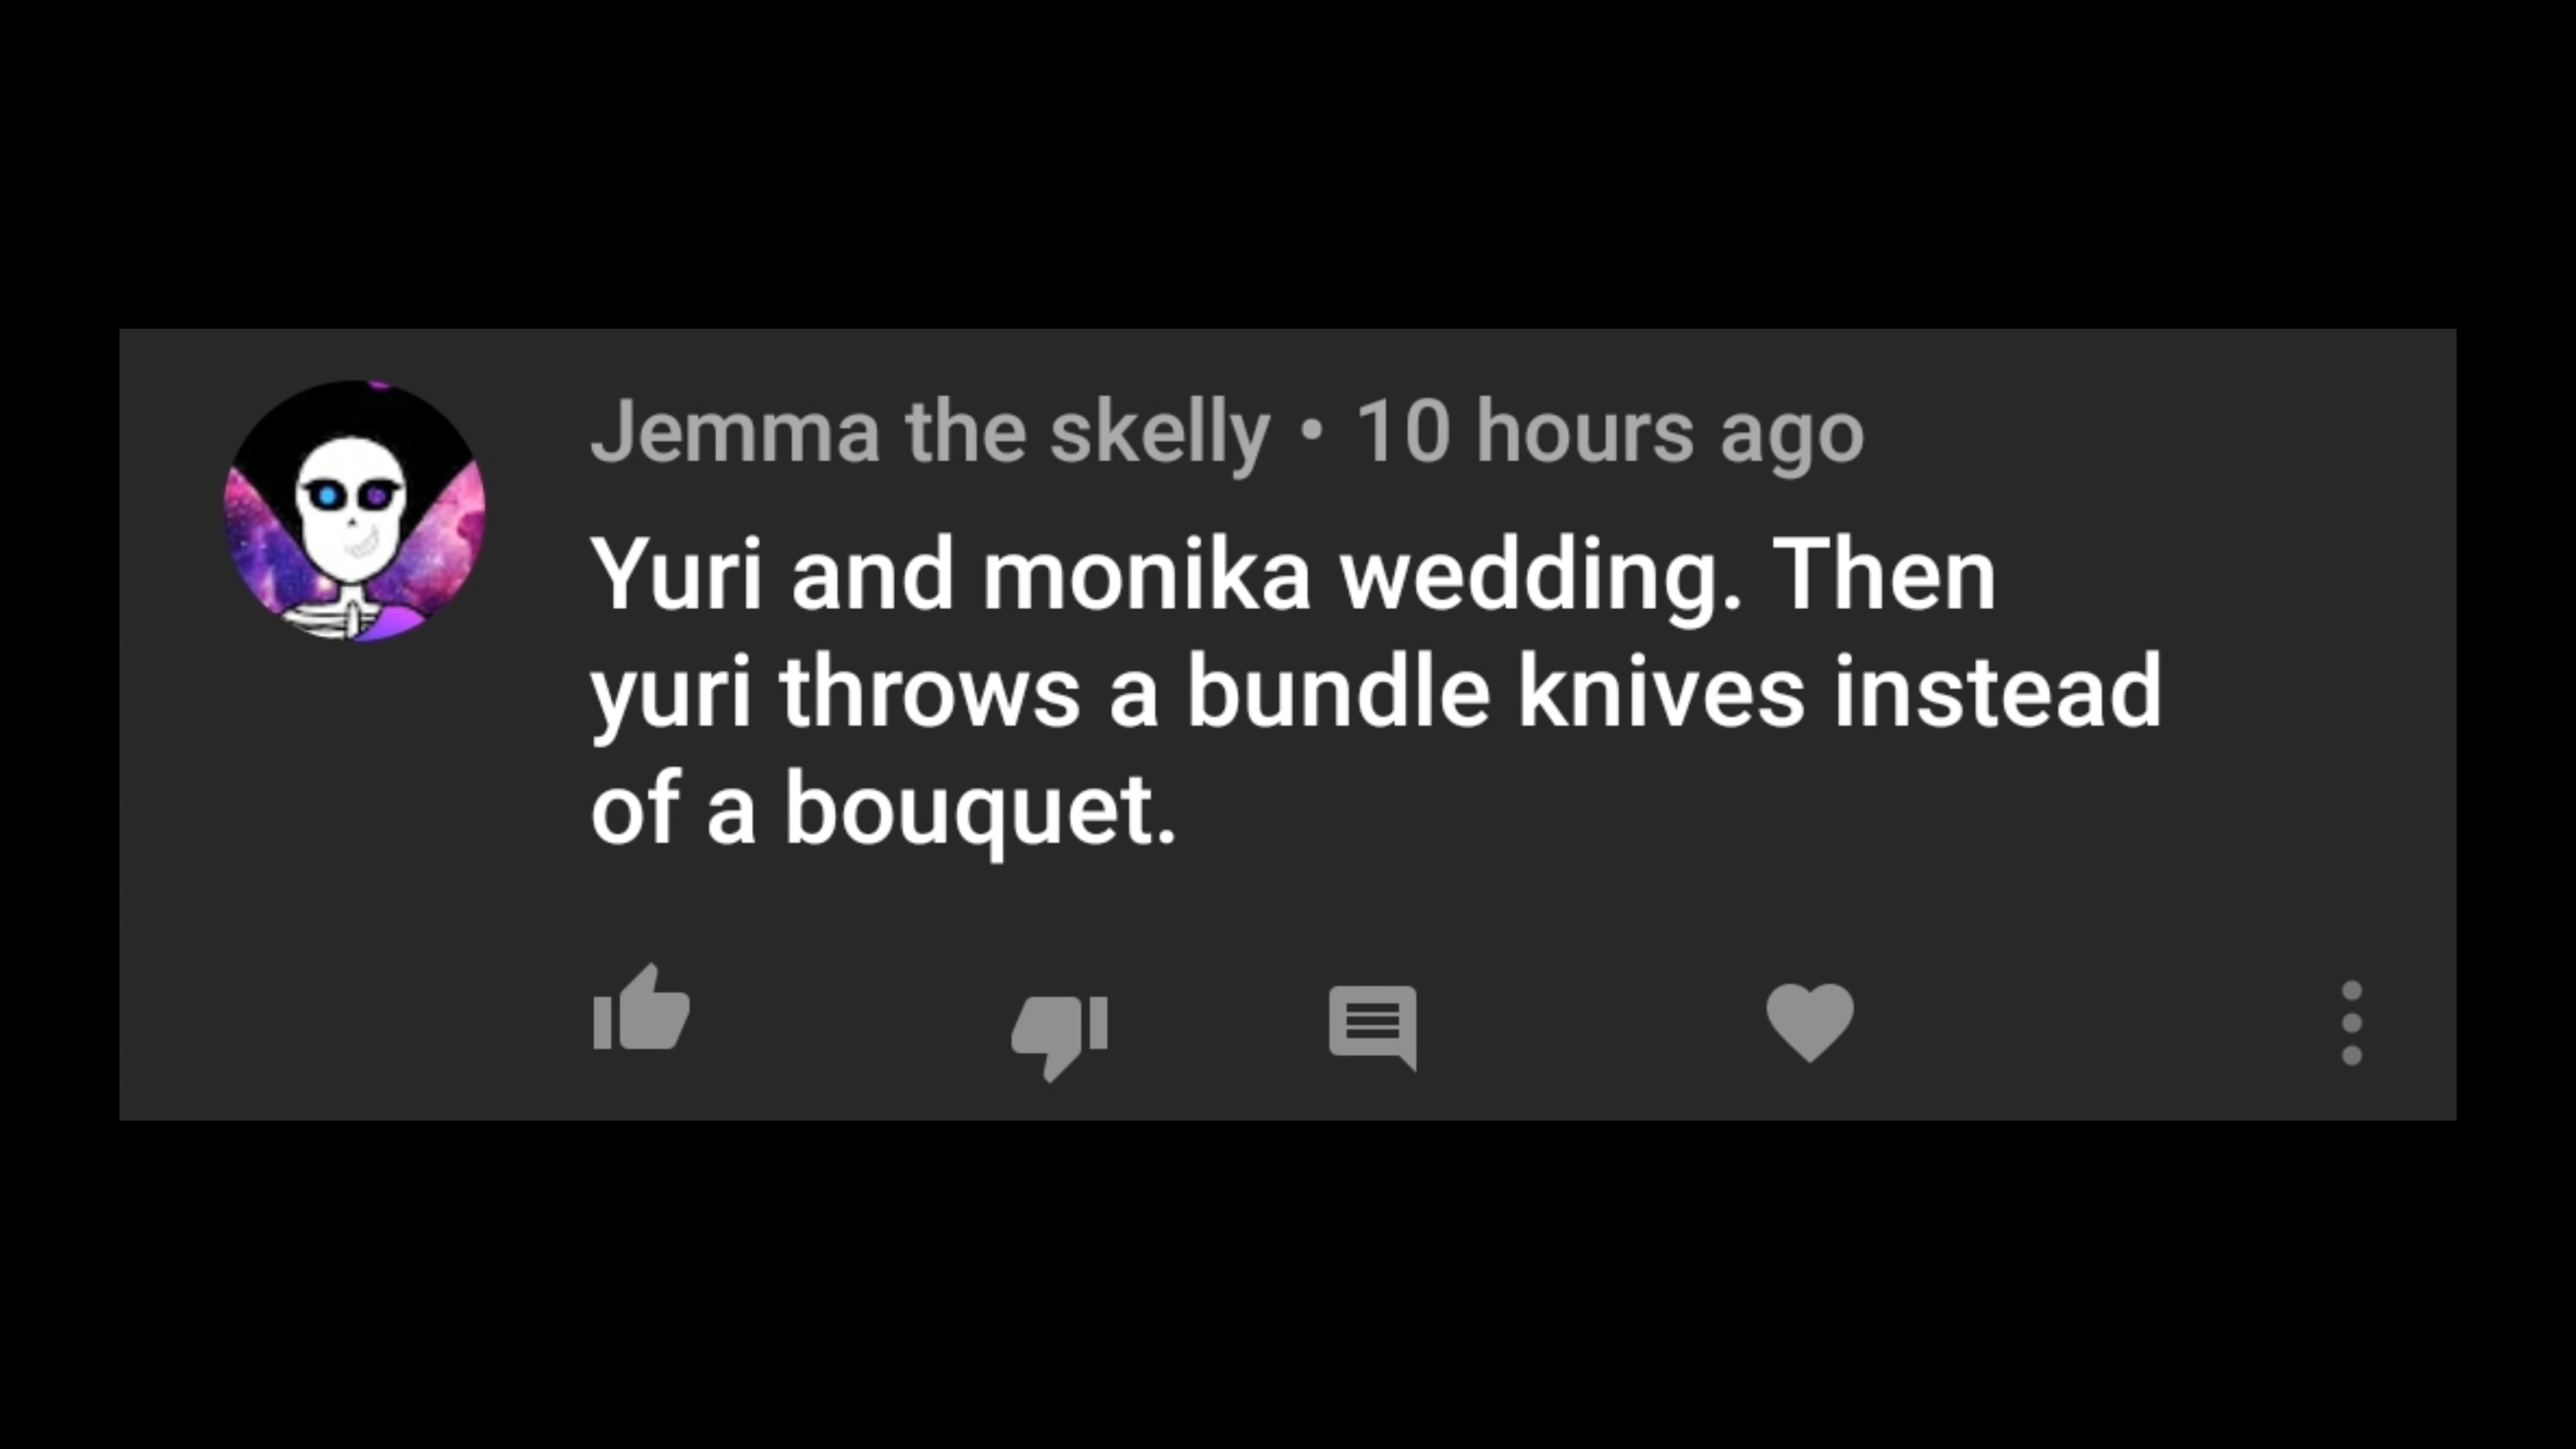 Jemma the skelly • 10 hours ago
Yuri and monika wedding. Then
yuri throws a bundle knives instead
of a bouquet.